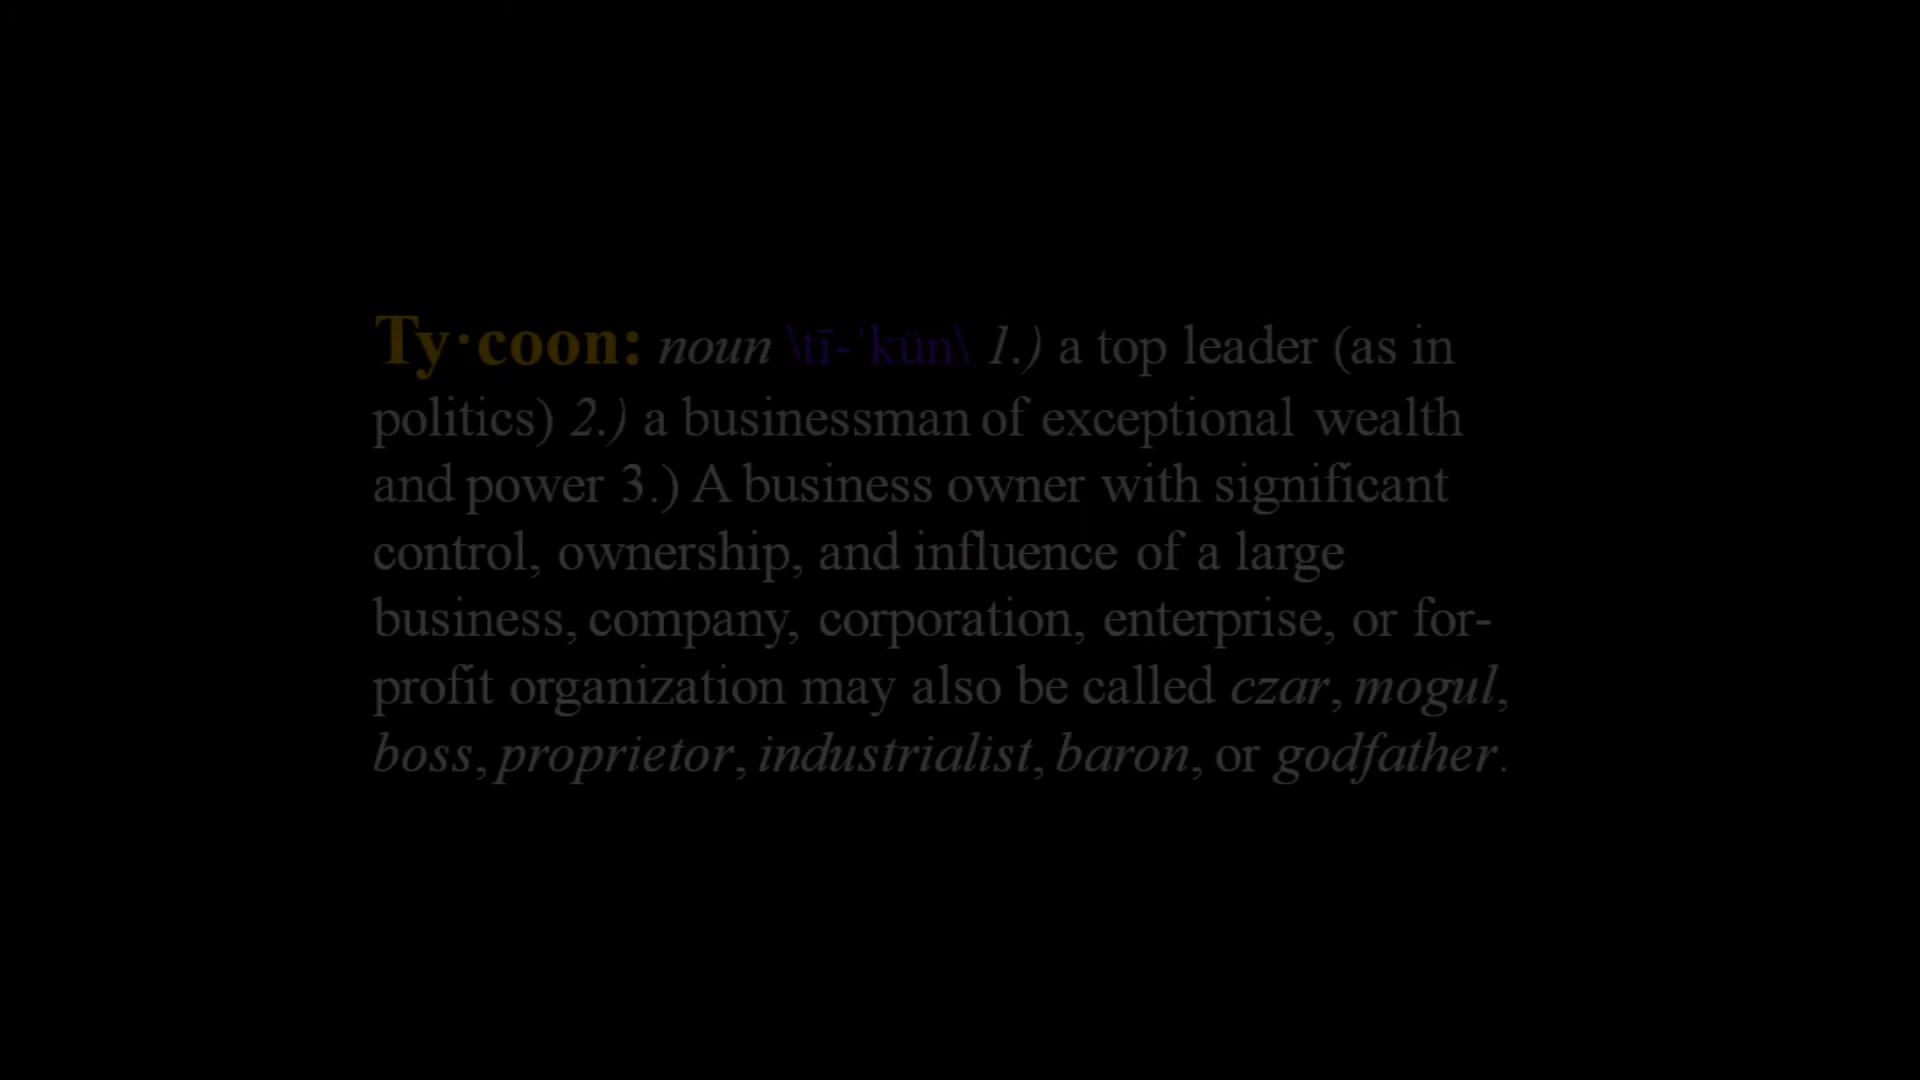 Ty·coon: noun \tī-ˈkün\ 1.) a top leader (as in
politics) 2.) a businessman of exceptional wealth
and power 3.) A business owner with significant
control, ownership, and influence of a large
business, company, corporation, enterprise, or for-
profit organization may also be called czar, mogul,
boss, proprietor, industrialist, baron, or godfather.